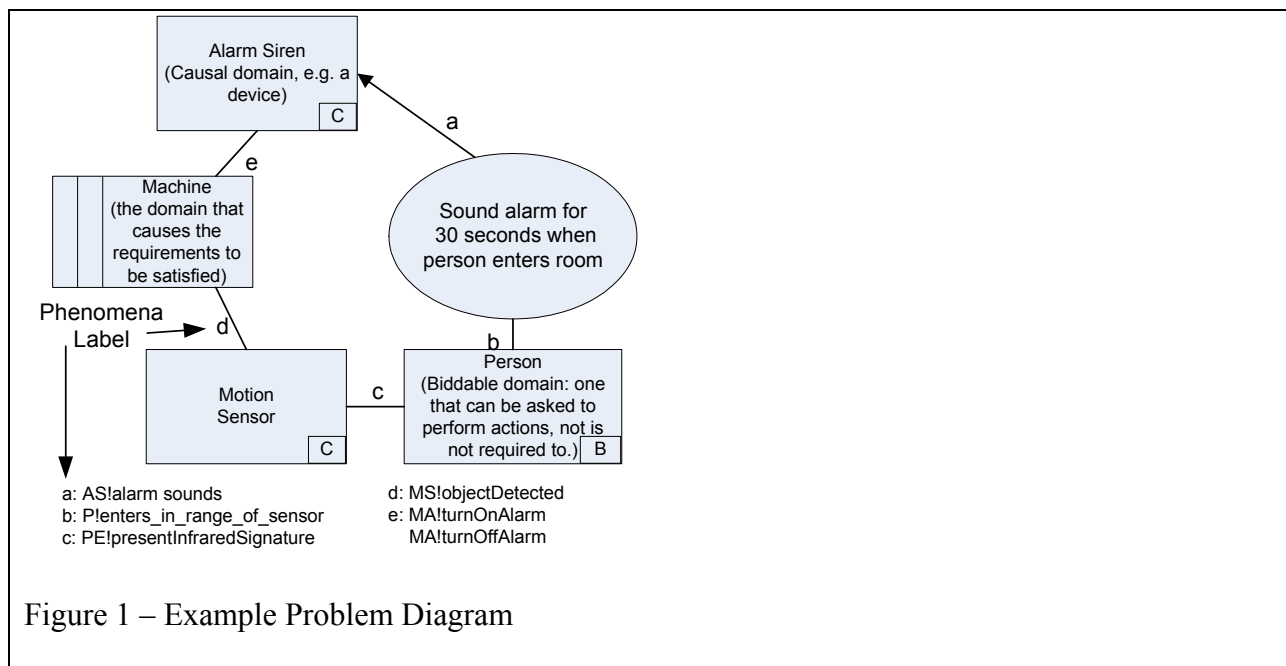 Alarm Siren
(Causal domain, e.g. a
device)
C
a
e
Machine
(the domain that
causes the
requirements to
be satisfied)
Sound alarm for
30 seconds when
person enters room
Phenomena
Label
d
b
Motion
Sensor
C
c
Person
(Biddable domain: one
that can be asked to
perform actions, not is
not required to.)
B
a: AS!alarm sounds
b: P!enters_in_range_of_sensor
c: PE!presentInfraredSignature
d: MS!objectDetected
e: MA!turnOnAlarm
MA!turnOffAlarm
Figure 1 – Example Problem Diagram